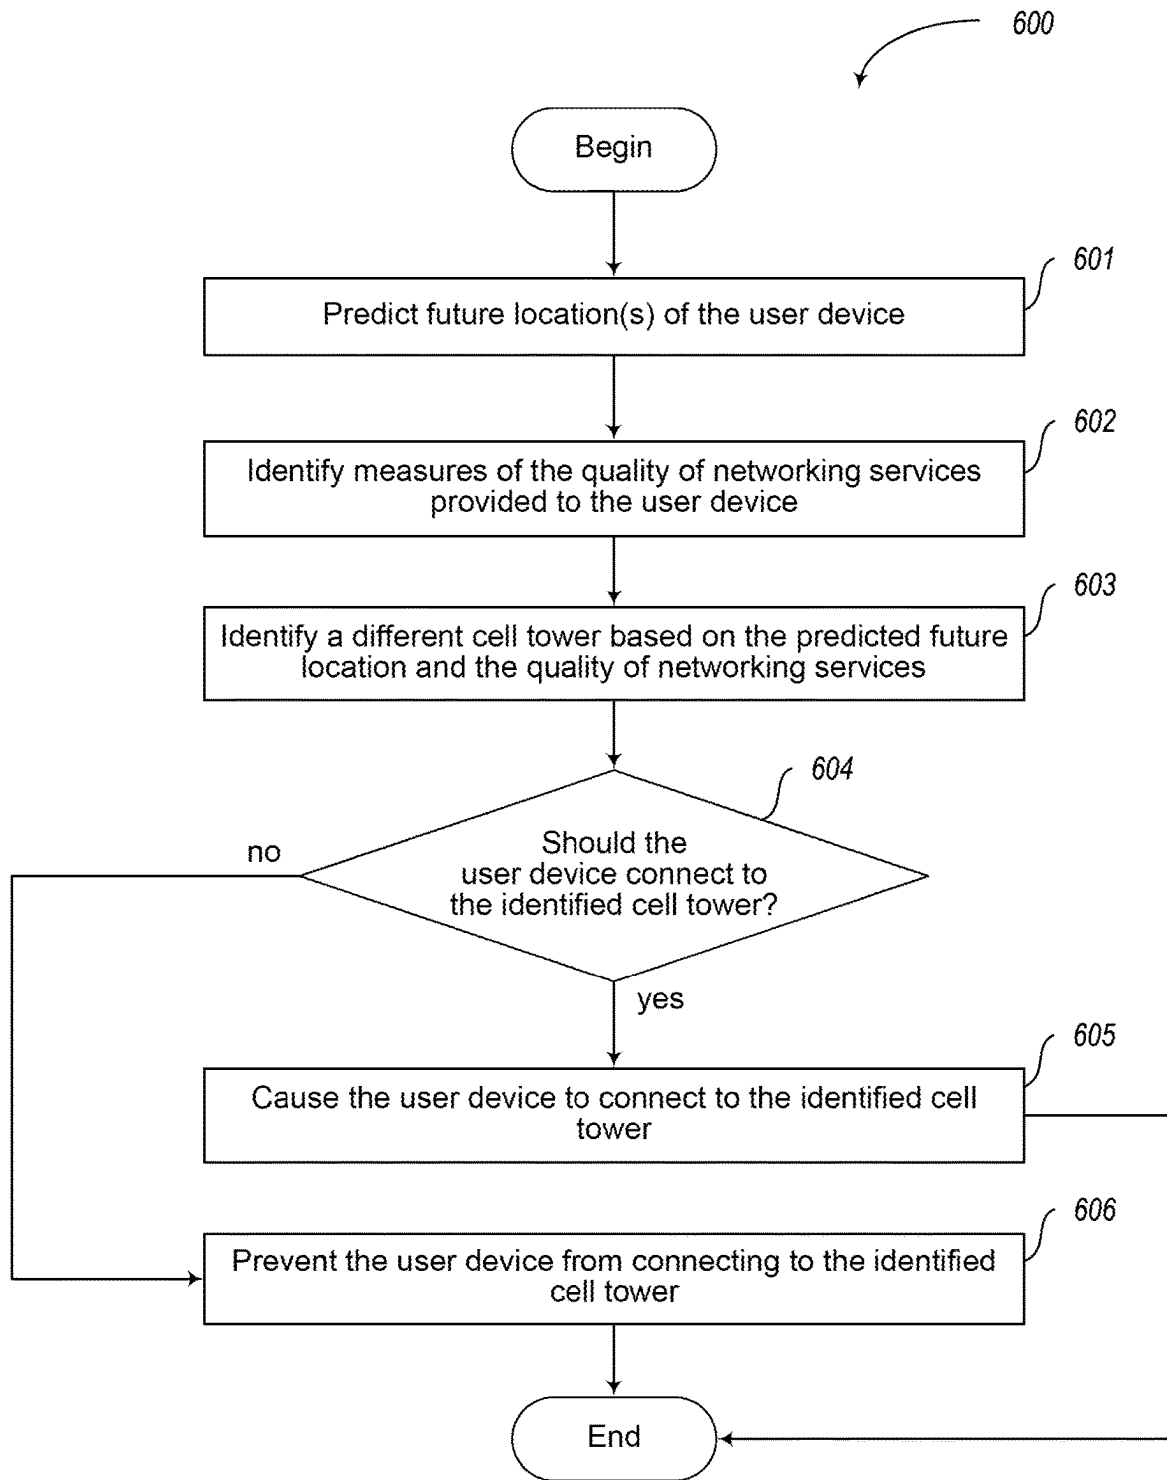 600
Begin
601
Predict future location(s) of the user device
602
Identify measures of the quality of networking services
provided to the user device
603
Identify a different cell tower based on the predicted future
location and the quality of networking services
604
Should the
user device connect to
the identified cell tower?
no
yes
605
Cause the user device to connect to the identified cell
tower
606
Prevent the user device from connecting to the identified
cell tower
End